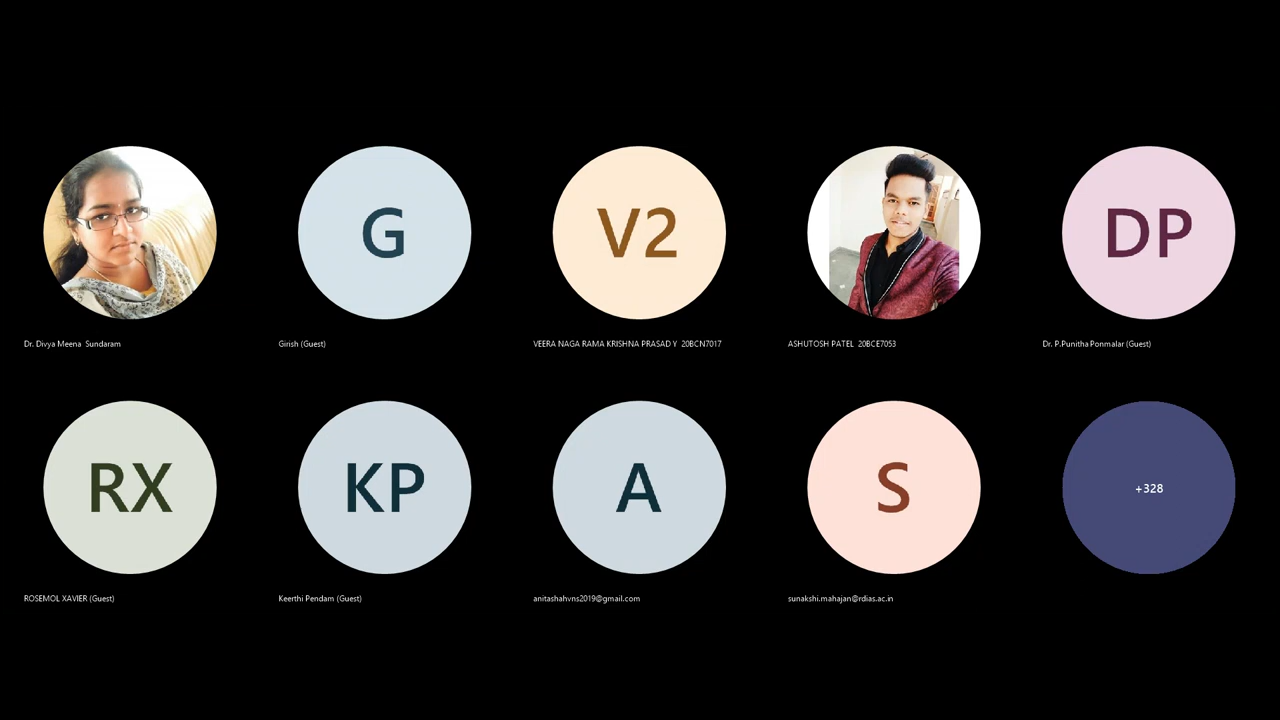 G
V2
DP
Dr. Divya Meena  Sundaram
Girish (Guest)
VEERA NAGA RAMA KRISHNA PRASAD Y  20BCN7017
ASHUTOSH PATEL  20BCE7053
Dr. P.Punitha Ponmalar (Guest)
RX
KP
A
S
+328
ROSEMOL XAVIER (Guest)
Keerthi Pendam (Guest)
anitashahvns2019@gmail.com
sunakshi.mahajan@rdias.ac.in